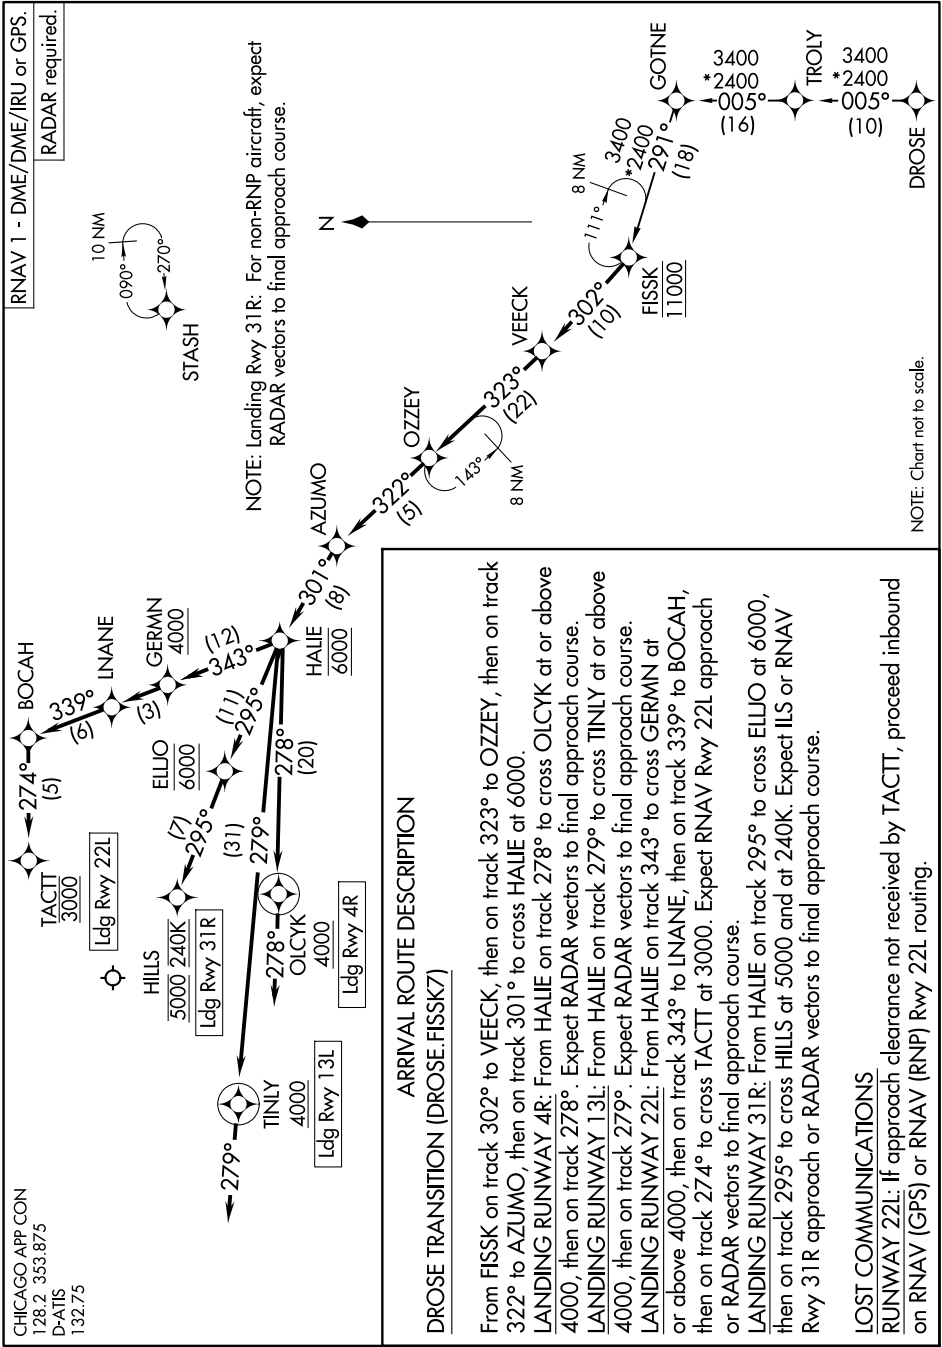 CHICAGO APP CON
128.2 353.875
D-ATIS
132.75
RNAV 1 - DME/DME/IRU or GPS.
RADAR required.
BOCAH
339°
(6)
LNANE
(3)
GERMN
4000
(12)
343°
274°
(5)
TACTT
3000
Ldg Rwy 22L
ELLJO
6000
(11)
295°
(7)
295°
HILLS
5000 240K
Ldg Rwy 31R
HALIE
6000
278°
(20)
(31)
279°
278°
OLCYK
4000
Ldg Rwy 4R
279°
TINLY
4000
Ldg Rwy 13L
301°
(8)
AZUMO
322°
(5)
OZZEY
143°
8 NM
323°
(22)
VEECK
302°
(10)
FISSK
11000
111°
8 NM
3400
*2400
291°
(18)
GOTNE
3400
*2400
005°
(16)
TROLY
3400
*2400
005°
(10)
DROSE
STASH
090°
270°
10 NM
N
NOTE: Landing Rwy 31R: For non-RNP aircraft, expect
RADAR vectors to final approach course.
NOTE: Chart not to scale.
ARRIVAL ROUTE DESCRIPTION
DROSE TRANSITION (DROSE.FISSK7)
From FISSK on track 302° to VEECK, then on track 323° to OZZEY, then on track
322° to AZUMO, then on track 301° to cross HALIE at 6000.
LANDING RUNWAY 4R: From HALIE on track 278° to cross OLCYK at or above
4000, then on track 278°. Expect RADAR vectors to final approach course.
LANDING RUNWAY 13L: From HALIE on track 279° to cross TINLY at or above
4000, then on track 279°. Expect RADAR vectors to final approach course.
LANDING RUNWAY 22L: From HALIE on track 343° to cross GERMN at
or above 4000, then on track 343° to LNANE, then on track 339° to BOCAH,
then on track 274° to cross TACTT at 3000. Expect RNAV Rwy 22L approach
or RADAR vectors to final approach course.
LANDING RUNWAY 31R: From HALIE on track 295° to cross ELLJO at 6000,
then on track 295° to cross HILLS at 5000 and at 240K. Expect ILS or RNAV
Rwy 31R approach or RADAR vectors to final approach course.
LOST COMMUNICATIONS
RUNWAY 22L: If approach clearance not received by TACTT, proceed inbound
on RNAV (GPS) or RNAV (RNP) Rwy 22L routing.